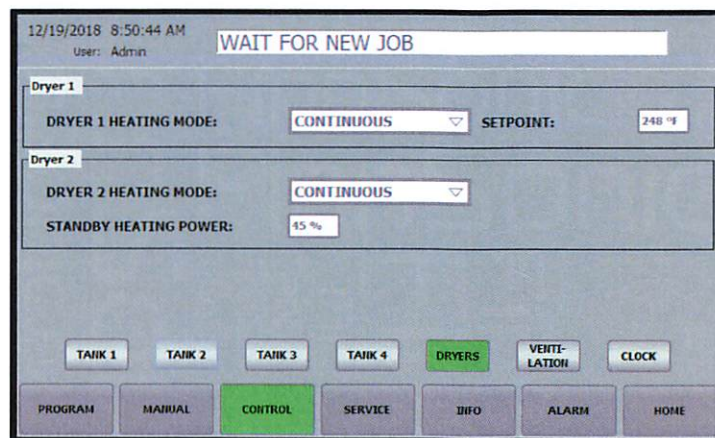 12/19/2018 8:50:44 AM
User: Admin
WAIT FOR NEW JOB
Dryer 1
DRYER 1 HEATING MODE: CONTINUOUS SETPOINT: 248 °F
Dryer 2
DRYER 2 HEATING MODE: CONTINUOUS
STANDBY HEATING POWER: 45 %
TANK 1 TANK 2 TANK 3 TANK 4 DRYERS VENTI-
LATION CLOCK
PROGRAM MANUAL CONTROL SERVICE INFO ALARM HOME